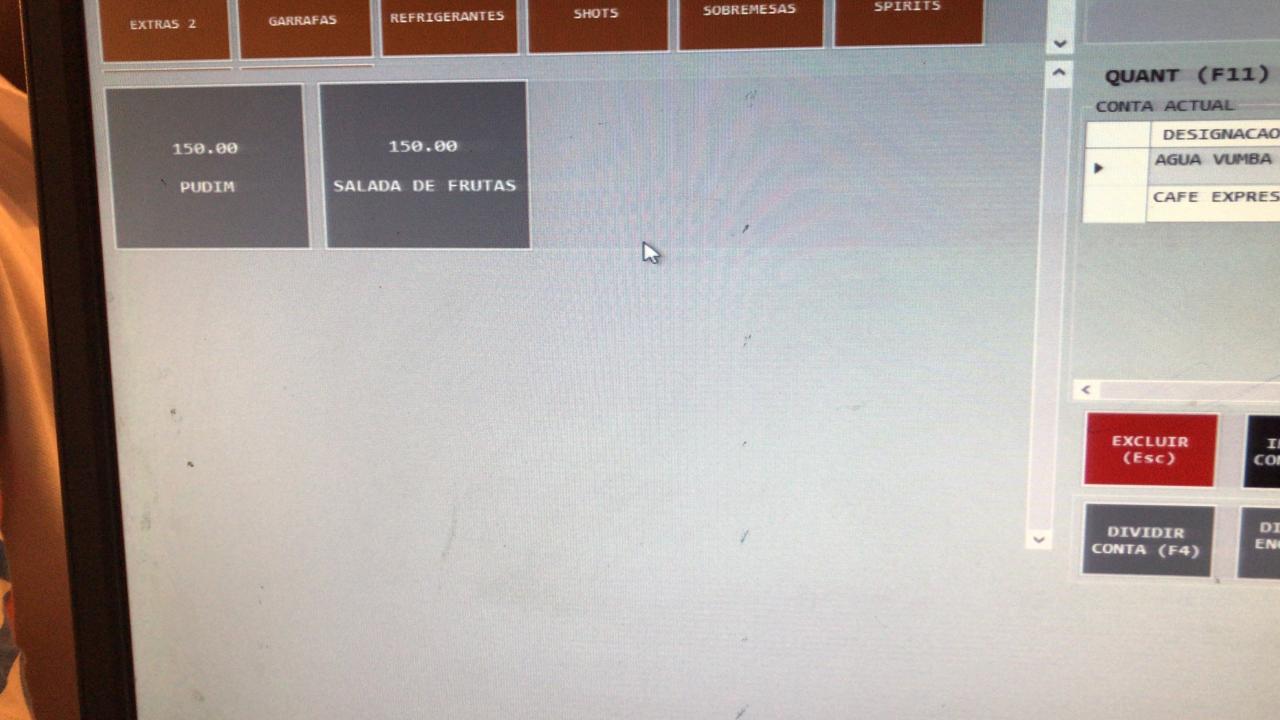 EXTRAS 2
GARRAFAS
REFRIGERANTES
SHOTS
SOBREMESAS
SPIRITS
150.00
PUDIM
150.00
SALADA DE FRUTAS
QUANT (F11)
CONTA ACTUAL
DESIGNACAO
AGUA VUMBA
CAFE EXPRES
EXCLUIR
(Esc)
DIVIDIR
CONTA (F4)